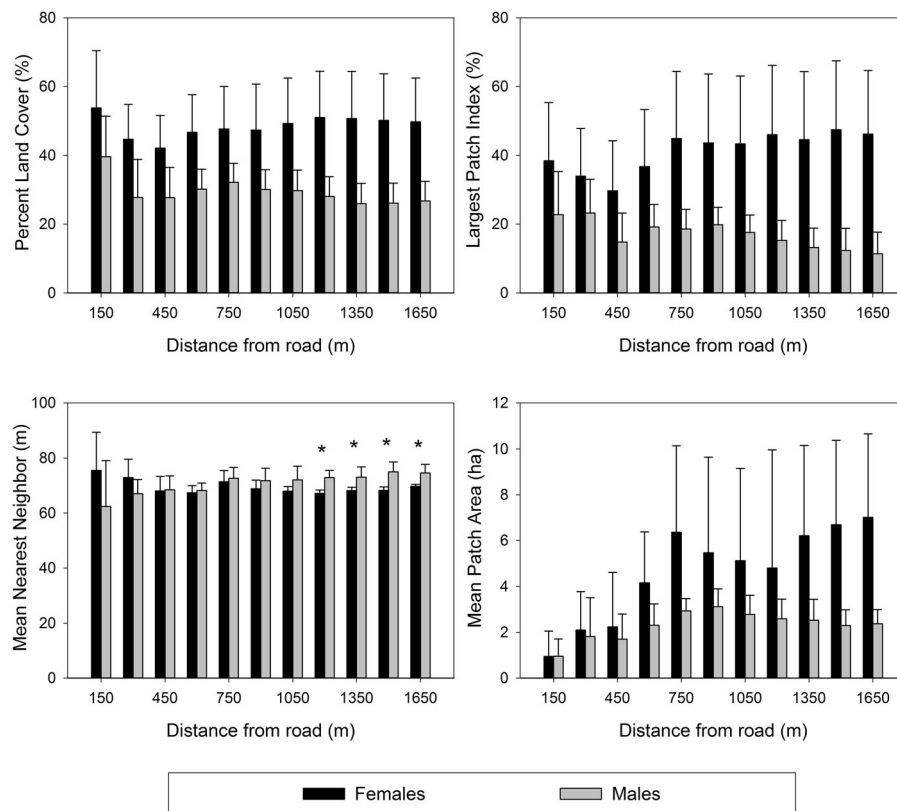 Percent Land Cover (%)
80
60
40
20
0
150 450 750 1050 1350 1650
Distance from road (m)
Largest Patch Index (%)
80
60
40
20
0
150 450 750 1050 1350 1650
Distance from road (m)
Mean Nearest Neighbor (m)
100
80
60
40
20
0
* * * *
150 450 750 1050 1350 1650
Distance from road (m)
Mean Patch Area (ha)
12
10
8
6
4
2
0
150 450 750 1050 1350 1650
Distance from road (m)
Females Males